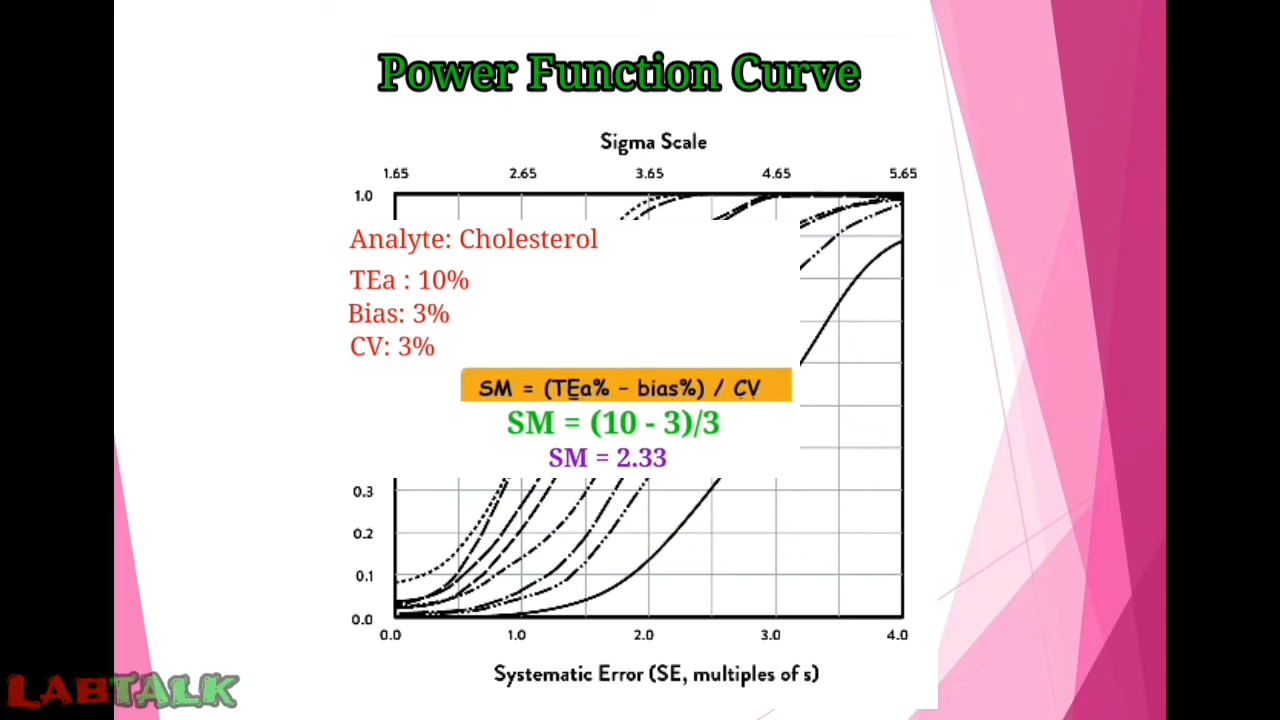 Power Function Curve
Sigma Scale
1.65 2.65 3.65 4.65 5.65
1.0
Analyte: Cholesterol
TEa : 10%
Bias: 3%
CV: 3%
SM = (TEa% - bias%) / CV
SM = (10 - 3)/3
SM = 2.33
0.3
0.2
0.1
0.0
0.0 1.0 2.0 3.0 4.0
Systematic Error (SE, multiples of s)
LABTALK